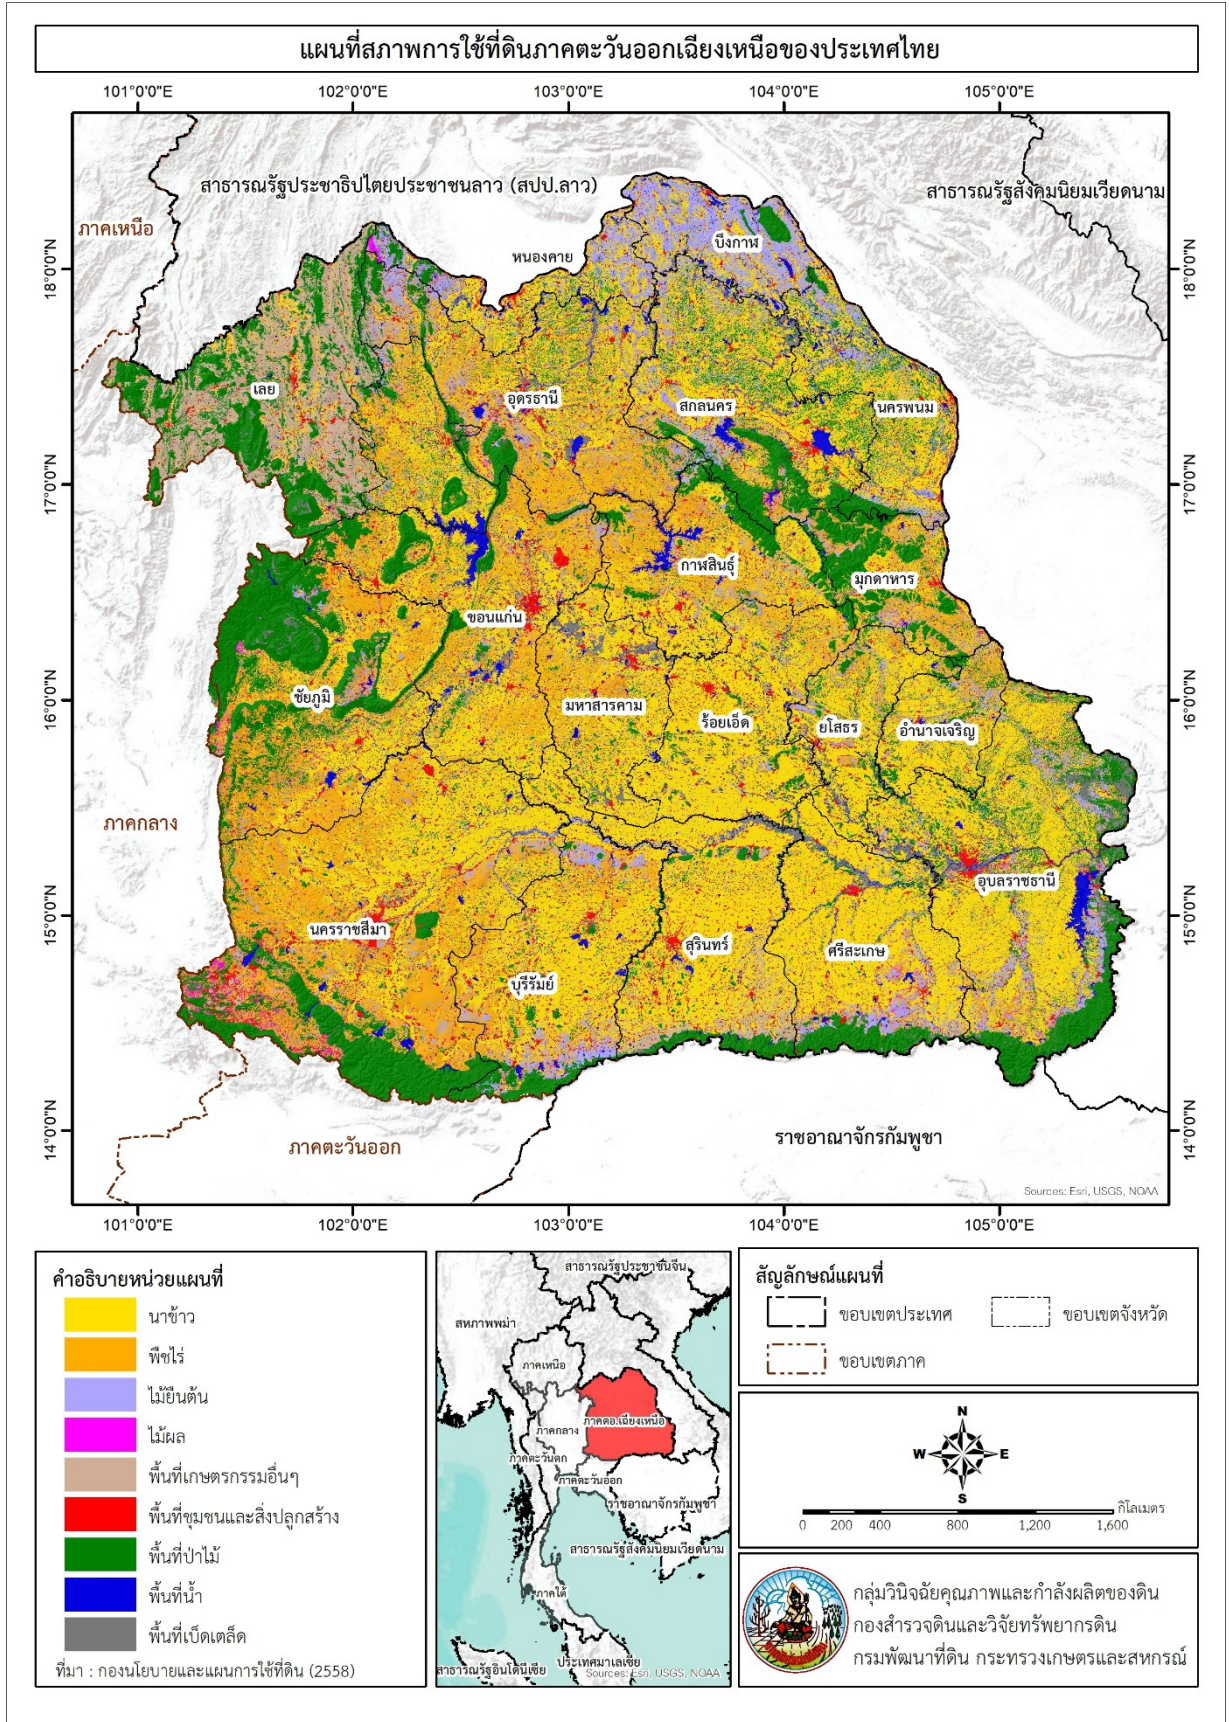 แผนที่สภาพการใช้ที่ดินภาคตะวันออกเฉียงเหนือของประเทศไทย
101°0'0"E 102°0'0"E 103°0'0"E 104°0'0"E 105°0'0"E
สาธารณรัฐประชาธิปไตยประชาชนลาว (สปป.ลาว)
สาธารณรัฐสังคมนิยมเวียดนาม
ภาคเหนือ
บึงกาฬ
หนองคาย
18°0'0"N 18°0'0"N
เลย
อุดรธานี
สกลนคร
นครพนม
17°0'0"N 17°0'0"N
กาฬสินธุ์
มุกดาหาร
ขอนแก่น
ชัยภูมิ
16°0'0"N 16°0'0"N
มหาสารคาม
ร้อยเอ็ด
ยโสธร
อำนาจเจริญ
ภาคกลาง
อุบลราชธานี
15°0'0"N 15°0'0"N
นครราชสีมา
สุรินทร์
ศรีสะเกษ
บุรีรัมย์
14°0'0"N 14°0'0"N
ภาคตะวันออก
ราชอาณาจักรกัมพูชา
Sources: Esri, USGS, NOAA
101°0'0"E 102°0'0"E 103°0'0"E 104°0'0"E 105°0'0"E
คำอธิบายหน่วยแผนที่
นาข้าว
พืชไร่
ไม้ยืนต้น
ไม้ผล
พื้นที่เกษตรกรรมอื่นๆ
พื้นที่ชุมชนและสิ่งปลูกสร้าง
พื้นที่ป่าไม้
พื้นที่น้ำ
พื้นที่เบ็ดเตล็ด
ที่มา : กองนโยบายและแผนการใช้ที่ดิน (2558)
สาธารณรัฐประชาชนจีน
สหภาพพม่า
ภาคเหนือ
ภาคตอ.เฉียงเหนือ
ภาคกลาง
ภาคตะวันตก
ภาคตะวันออก
ราชอาณาจักรกัมพูชา
สาธารณรัฐสังคมนิยมเวียดนาม
ภาคใต้
ประเทศมาเลเซีย
สาธารณรัฐอินโดนีเซีย
Sources: Esri, USGS, NOAA
สัญลักษณ์แผนที่
ขอบเขตประเทศ ขอบเขตจังหวัด
ขอบเขตภาค
N
W E
S
กิโลเมตร
0 200 400 800 1,200 1,600
กลุ่มวินิจฉัยคุณภาพและกำลังผลิตของดิน
กองสำรวจดินและวิจัยทรัพยากรดิน
กรมพัฒนาที่ดิน กระทรวงเกษตรและสหกรณ์